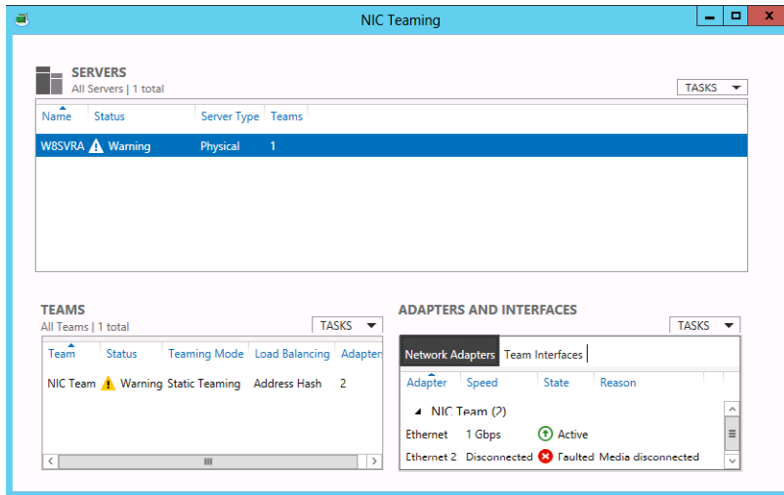 NIC Teaming
SERVERS
All Servers | 1 total
TASKS
Name Status Server Type Teams
W8SVRA Warning Physical 1
TEAMS
All Teams | 1 total
TASKS
Team Status Teaming Mode Load Balancing Adapters
NIC Team Warning Static Teaming Address Hash 2
ADAPTERS AND INTERFACES
TASKS
Network Adapters Team Interfaces
Adapter Speed State Reason
NIC Team (2)
Ethernet 1 Gbps Active
Ethernet 2 Disconnected Faulted Media disconnected